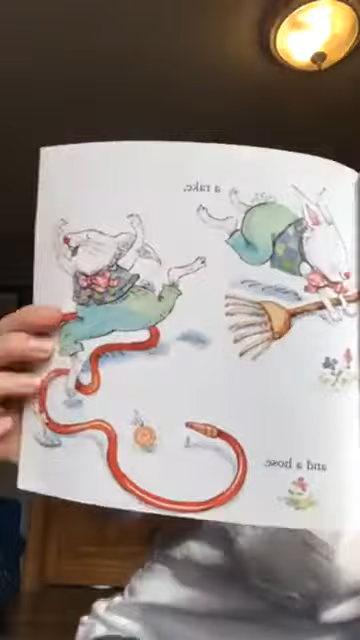 a rake,
and a hose.